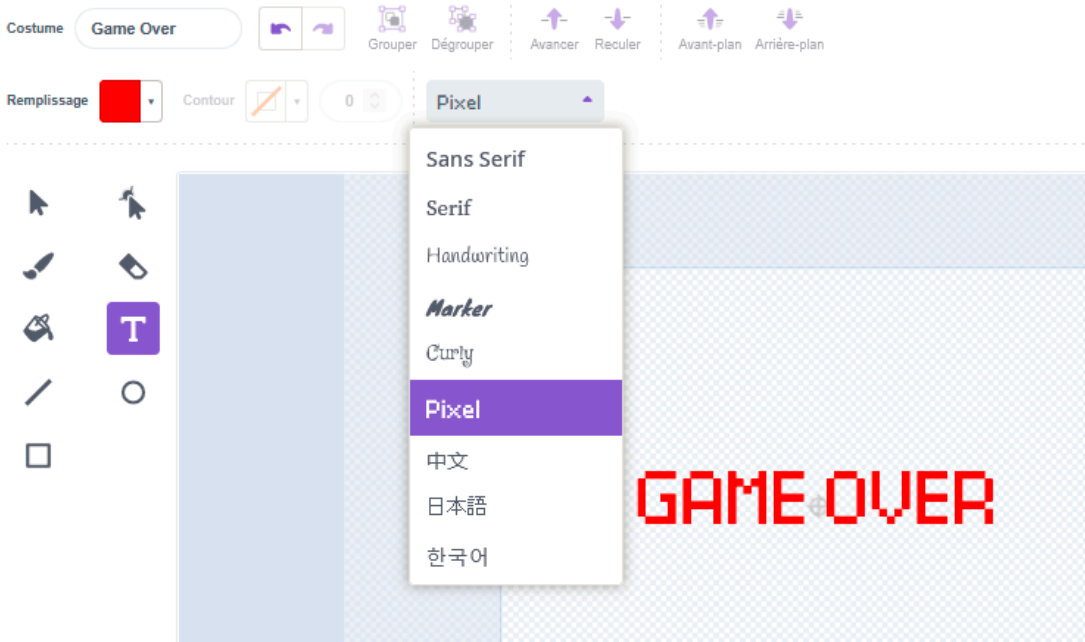 Costume Game Over
Grouper Dégrouper Avancer Reculer Avant-plan Arrière-plan
Remplissage Contour 0 Pixel
Sans Serif
Serif
Handwriting
Marker
Curly
Pixel
中文
日本語
한국어
T
GAME OVER